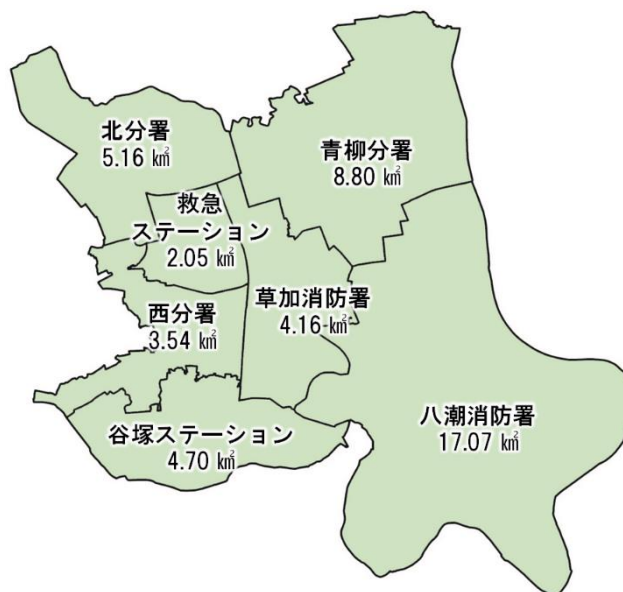 北分署
5.16 ㎢
青柳分署
8.80 ㎢
救急
ステーション
2.05 ㎢
草加消防署
4.16 ㎢
西分署
3.54 ㎢
八潮消防署
17.07 ㎢
谷塚ステーション
4.70 ㎢